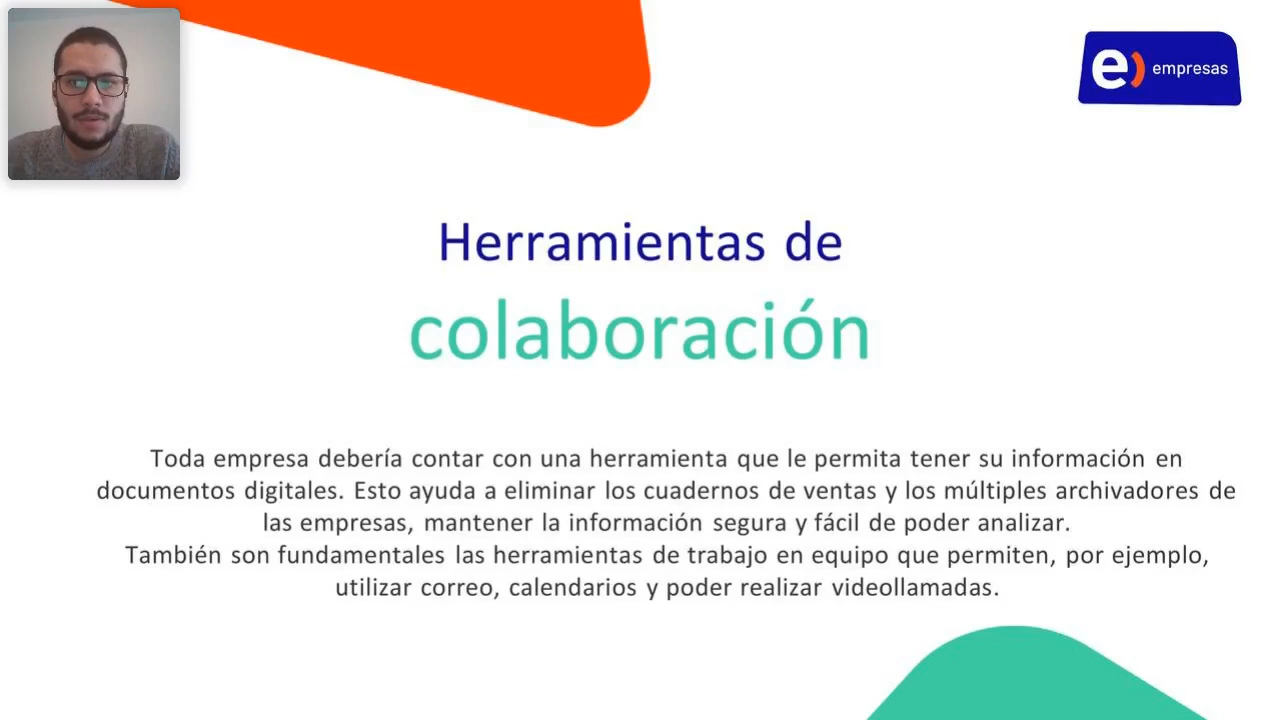 e) empresas
Herramientas de
colaboración
Toda empresa debería contar con una herramienta que le permita tener su información en
documentos digitales. Esto ayuda a eliminar los cuadernos de ventas y los múltiples archivadores de
las empresas, mantener la información segura y fácil de poder analizar.
También son fundamentales las herramientas de trabajo en equipo que permiten, por ejemplo,
utilizar correo, calendarios y poder realizar videollamadas.